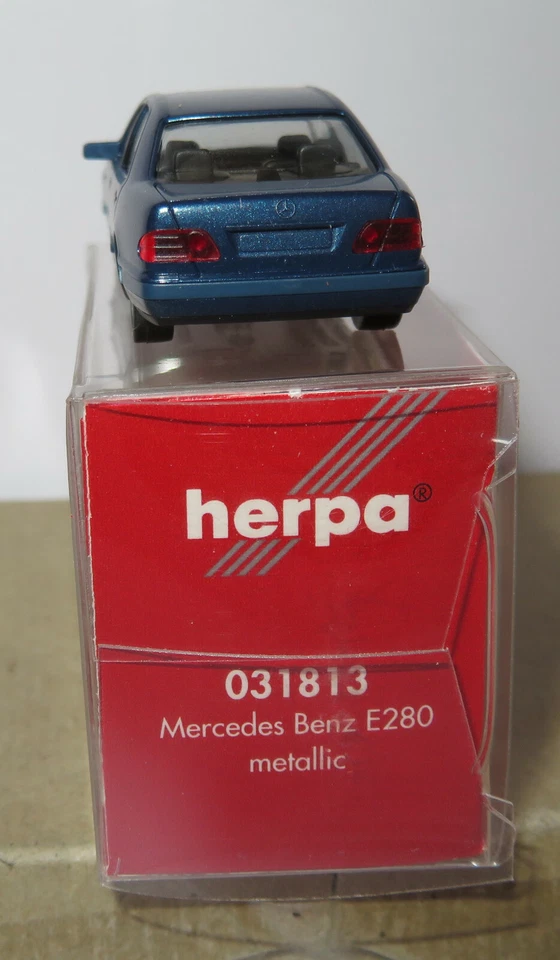 herpa®
031813
Mercedes Benz E280
metallic